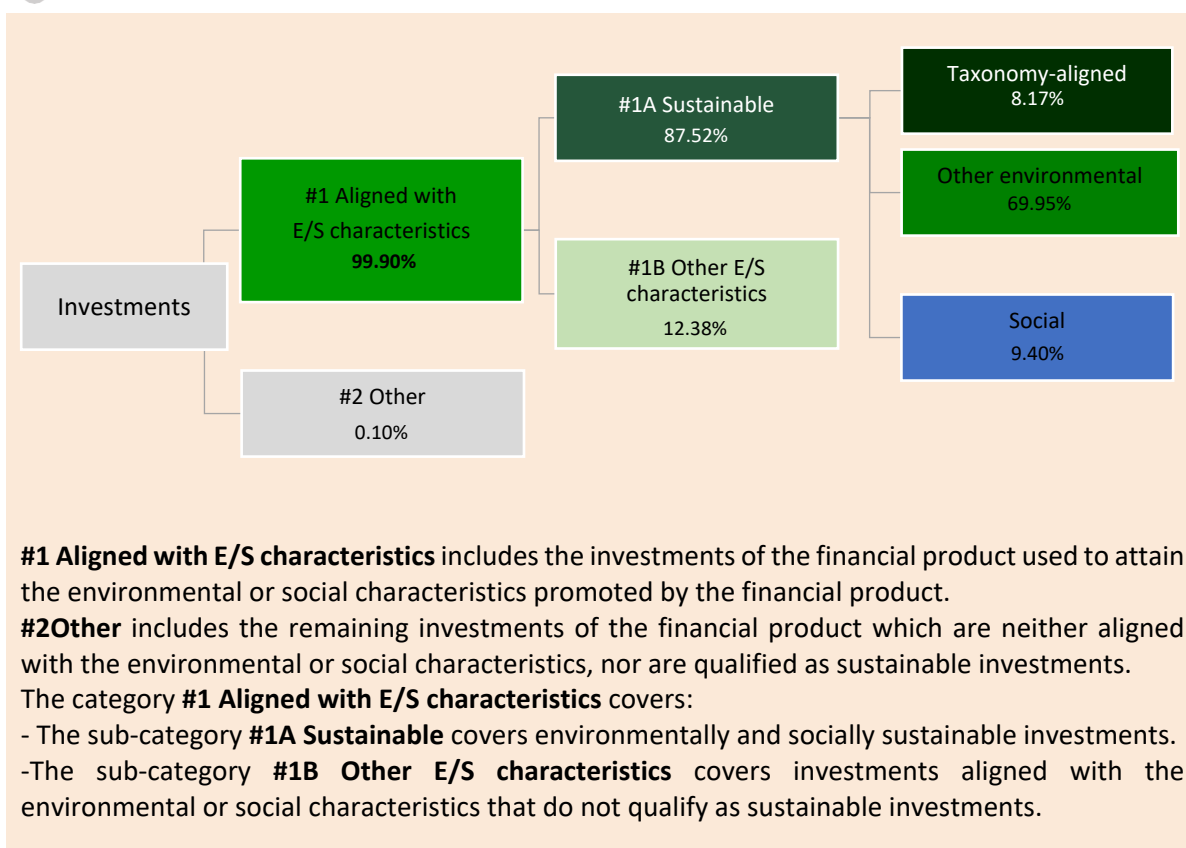 Taxonomy-aligned
8.17%
#1A Sustainable
87.52%
Other environmental
69.95%
#1 Aligned with
E/S characteristics
99.90%
#1B Other E/S
characteristics
12.38%
Investments
Social
9.40%
#2 Other
0.10%
#1 Aligned with E/S characteristics includes the investments of the financial product used to attain
the environmental or social characteristics promoted by the financial product.
#2Other includes the remaining investments of the financial product which are neither aligned
with the environmental or social characteristics, nor are qualified as sustainable investments.
The category #1 Aligned with E/S characteristics covers:
- The sub-category #1A Sustainable covers environmentally and socially sustainable investments.
-The sub-category #1B Other E/S characteristics covers investments aligned with the
environmental or social characteristics that do not qualify as sustainable investments.